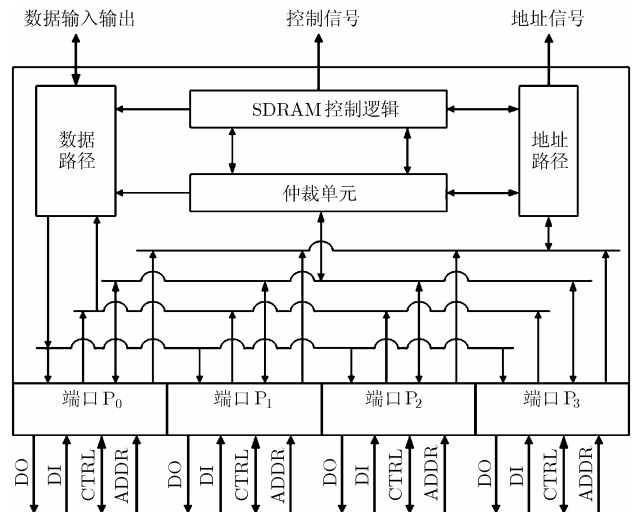 数据输入输出 控制信号 地址信号
SDRAM控制逻辑
数据
路径
地址
路径
仲裁单元
端口P0 端口P1 端口P2 端口P3
DO DI CTRL ADDR DO DI CTRL ADDR DO DI CTRL ADDR DO DI CTRL ADDR